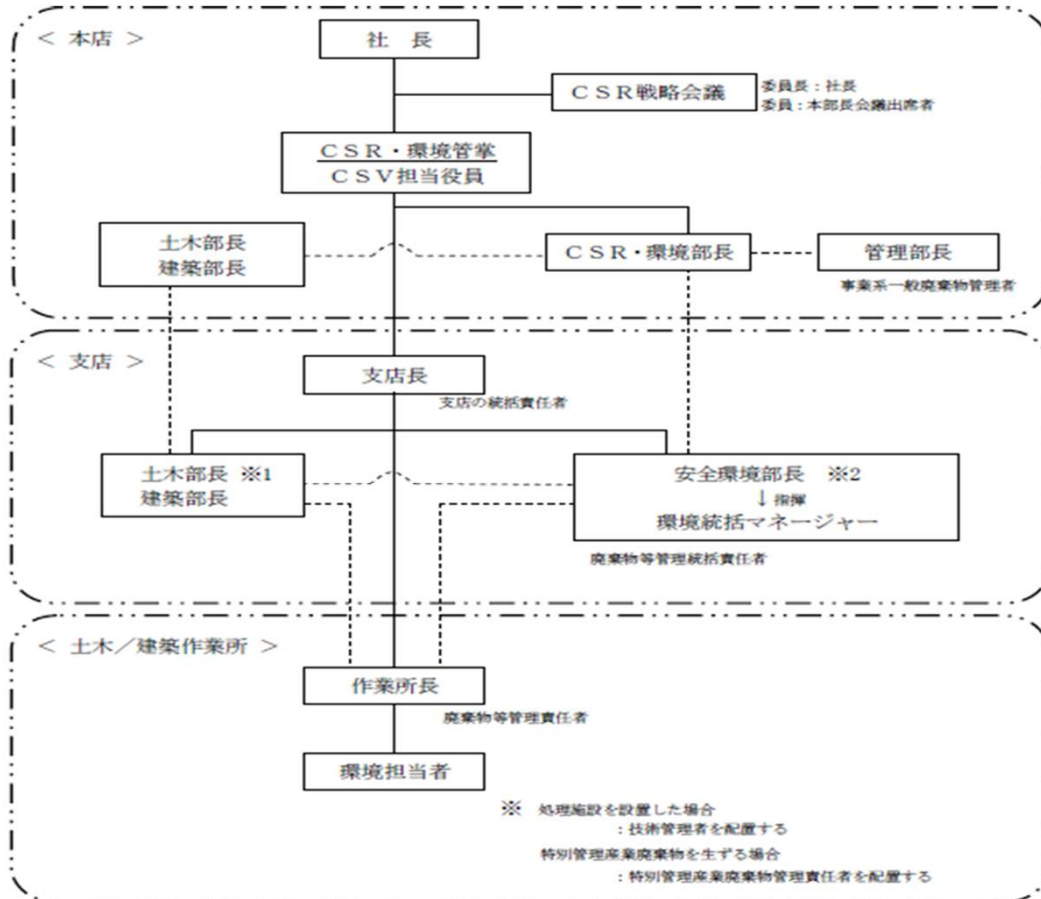 ＜ 本店 ＞
社　長
ＣＳＲ戦略会議
委員長：社長
委員：本部長会議出席者
ＣＳＲ・環境管掌
ＣＳＶ担当役員
土木部長
建築部長
ＣＳＲ・環境部長
管理部長
事業系一般廃棄物管理者
＜ 支店 ＞
支店長
支店の統括責任者
土木部長 ※1
建築部長
安全環境部長　※2
↓ 指揮
環境統括マネージャー
廃棄物等管理統括責任者
＜ 土木／建築作業所 ＞
作業所長
廃棄物等管理責任者
環境担当者
※　処理施設を設置した場合
：技術管理者を配置する
特別管理産業廃棄物を生ずる場合
：特別管理産業廃棄物管理責任者を配置する